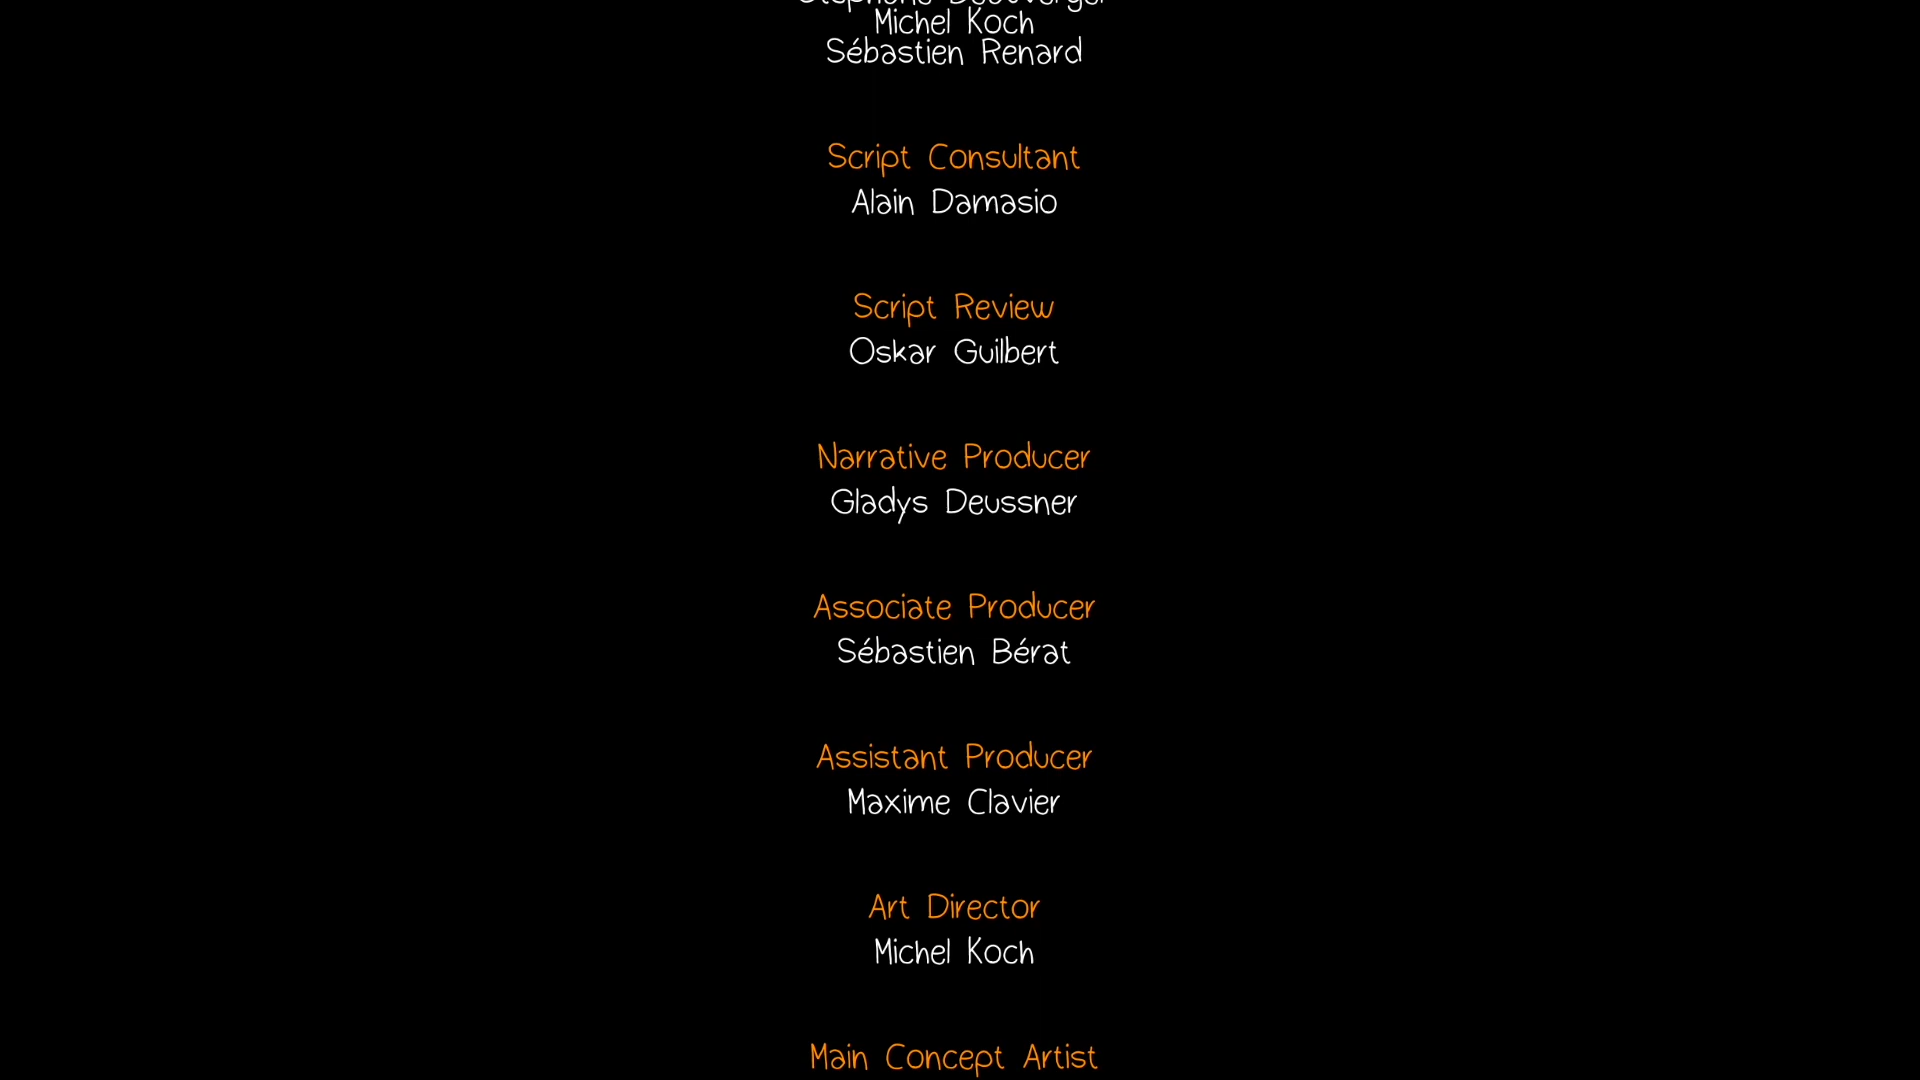 Michel Koch
Sébastien Renard
Script Consultant
Alain Damasio
Script Review
Oskar Guilbert
Narrative Producer
Gladys Deussner
Associate Producer
Sébastien Bérat
Assistant Producer
Maxime Clavier
Art Director
Michel Koch
Main Concept Artist